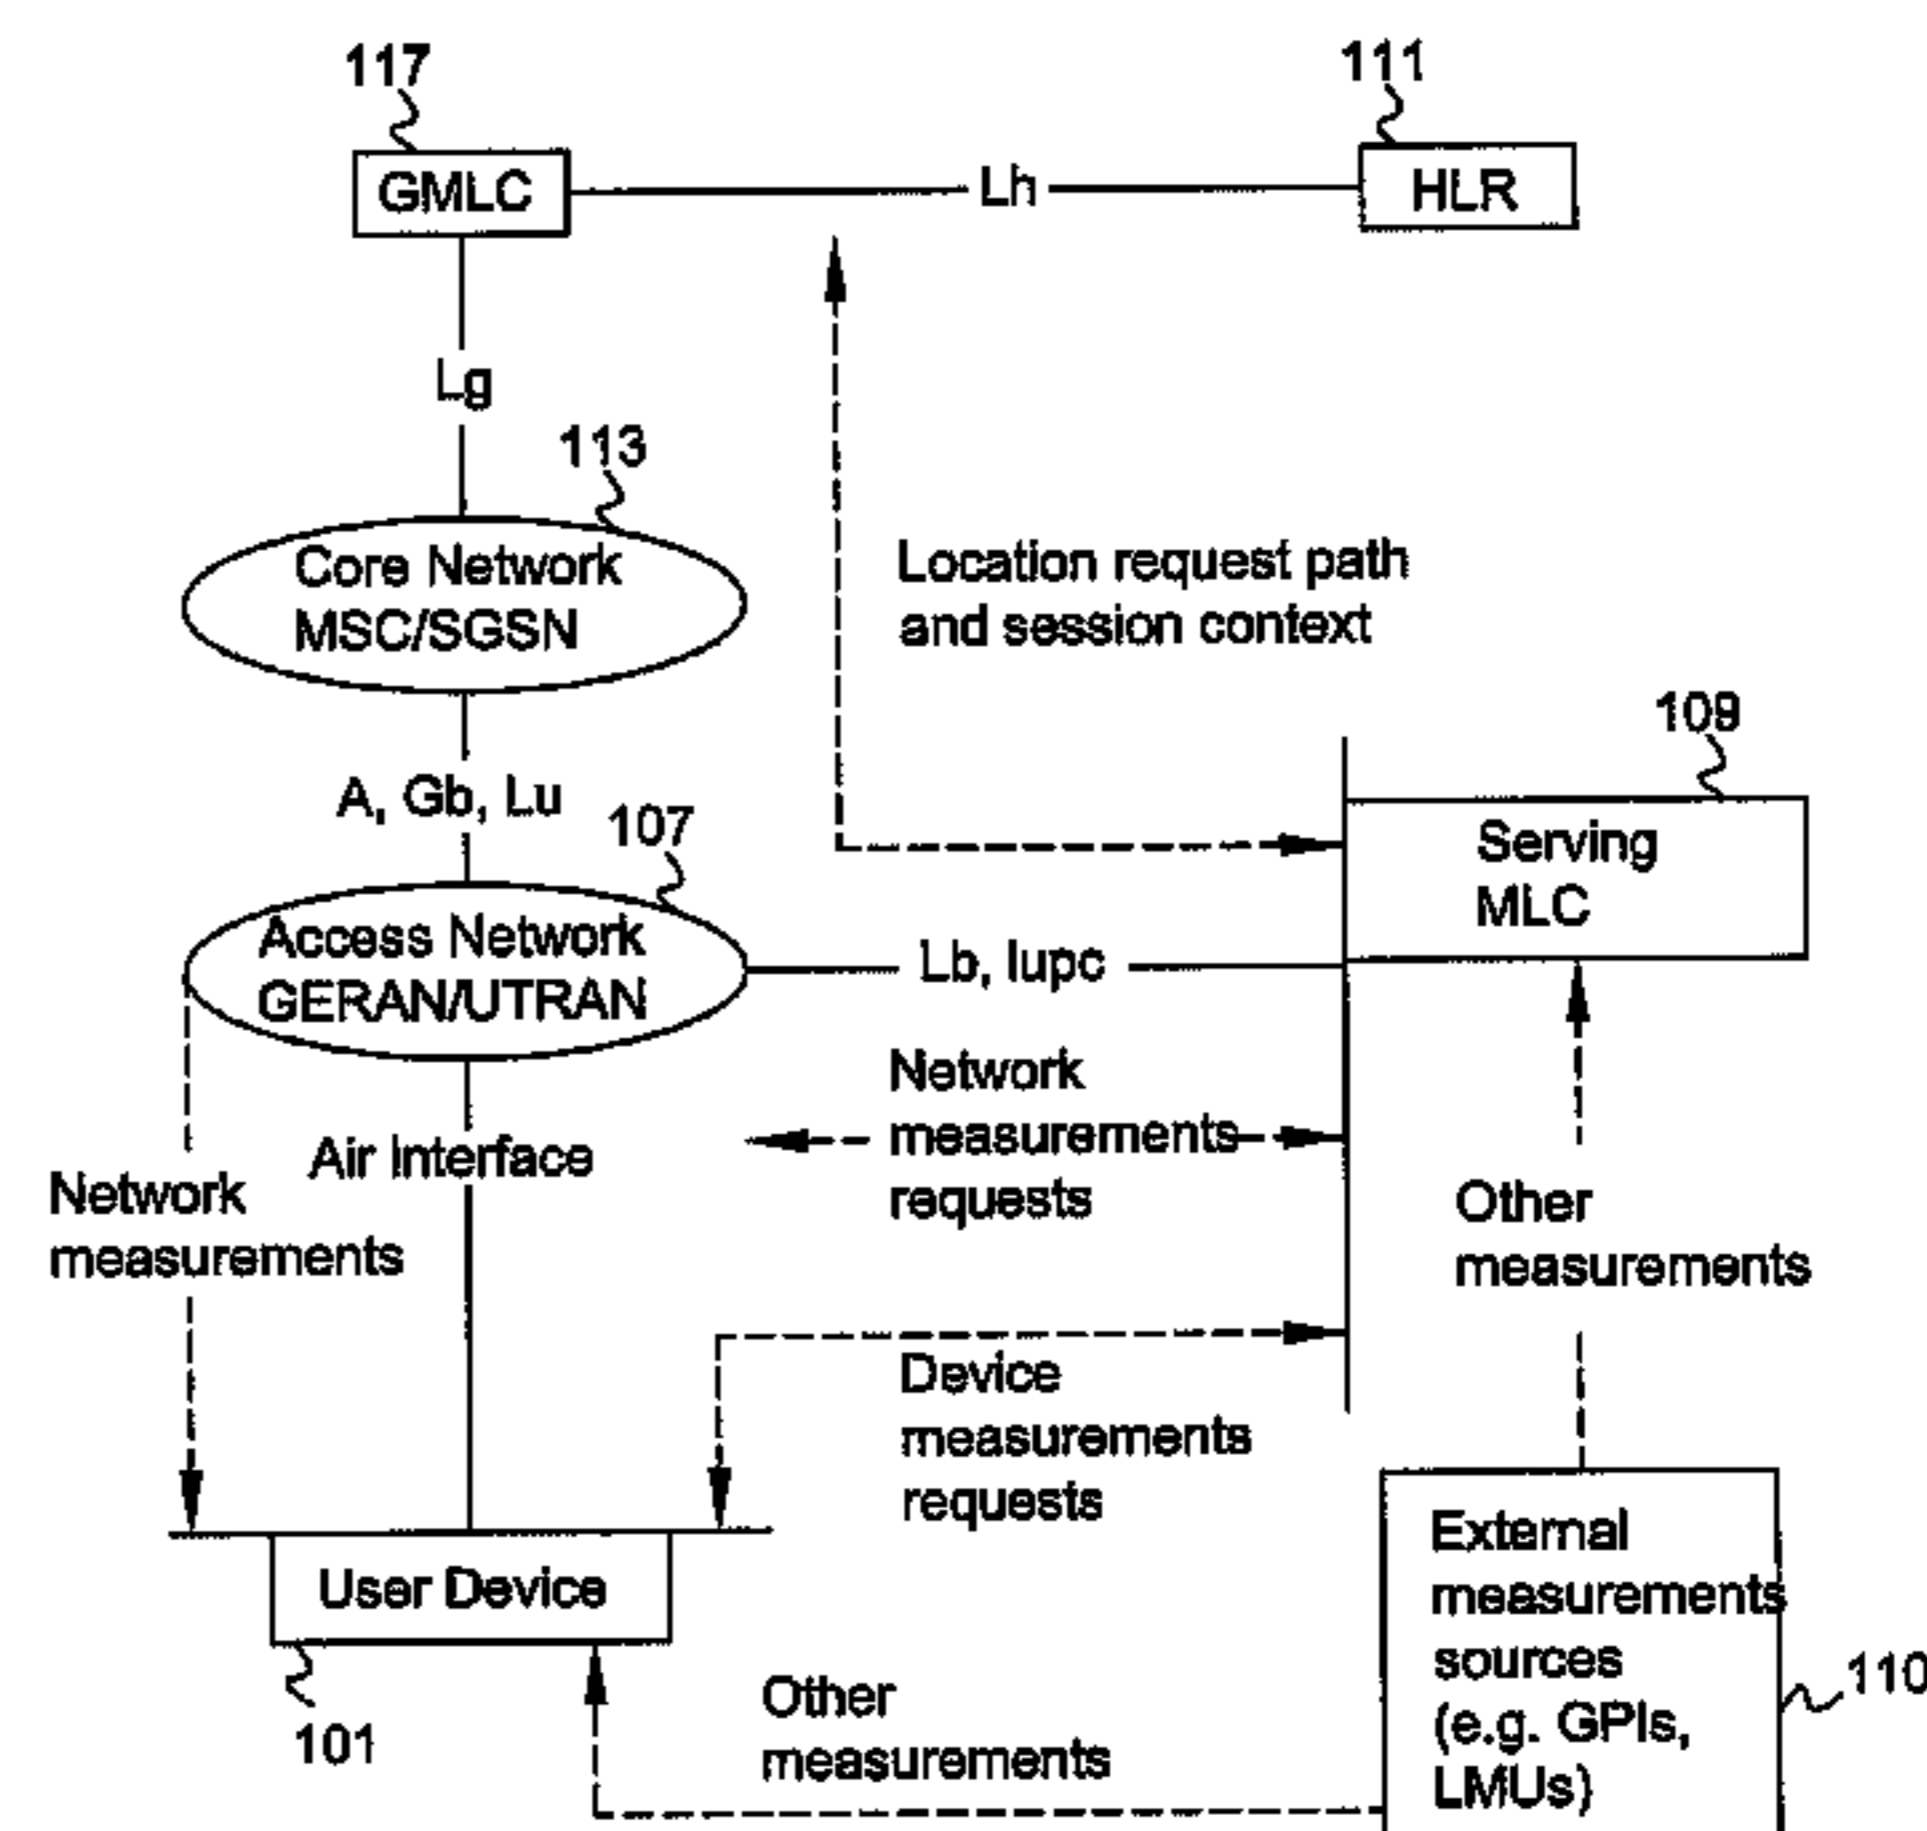 117
111
GMLC
Lh
HLR
Lg
113
Core Network
MSC/SGSN
Location request path
and session context
109
A, Gb, Lu
107
Serving
MLC
Access Network
GERAN/UTRAN
Lb, Iupc
Network
measurements
requests
Air Interface
Network
measurements
Other
measurements
Device
measurements
requests
User Device
External
measurements
sources
(e.g. GPIs,
LMUs)
110
101
Other
measurements